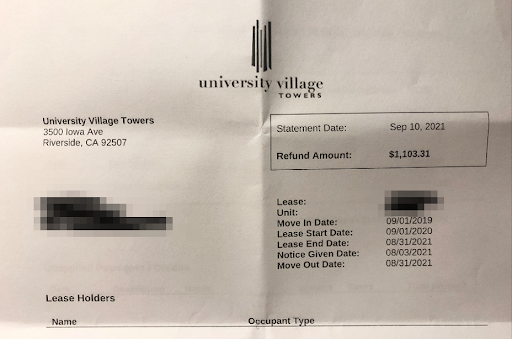 university village
TOWERS
University Village Towers
3500 Iowa Ave
Riverside, CA 92507
Statement Date: Sep 10, 2021
Refund Amount: $1,103.31
Lease:
Unit:
Move In Date: 09/01/2019
Lease Start Date: 09/01/2020
Lease End Date: 08/31/2021
Notice Given Date: 08/03/2021
Move Out Date: 08/31/2021
Lease Holders
Name Occupant Type